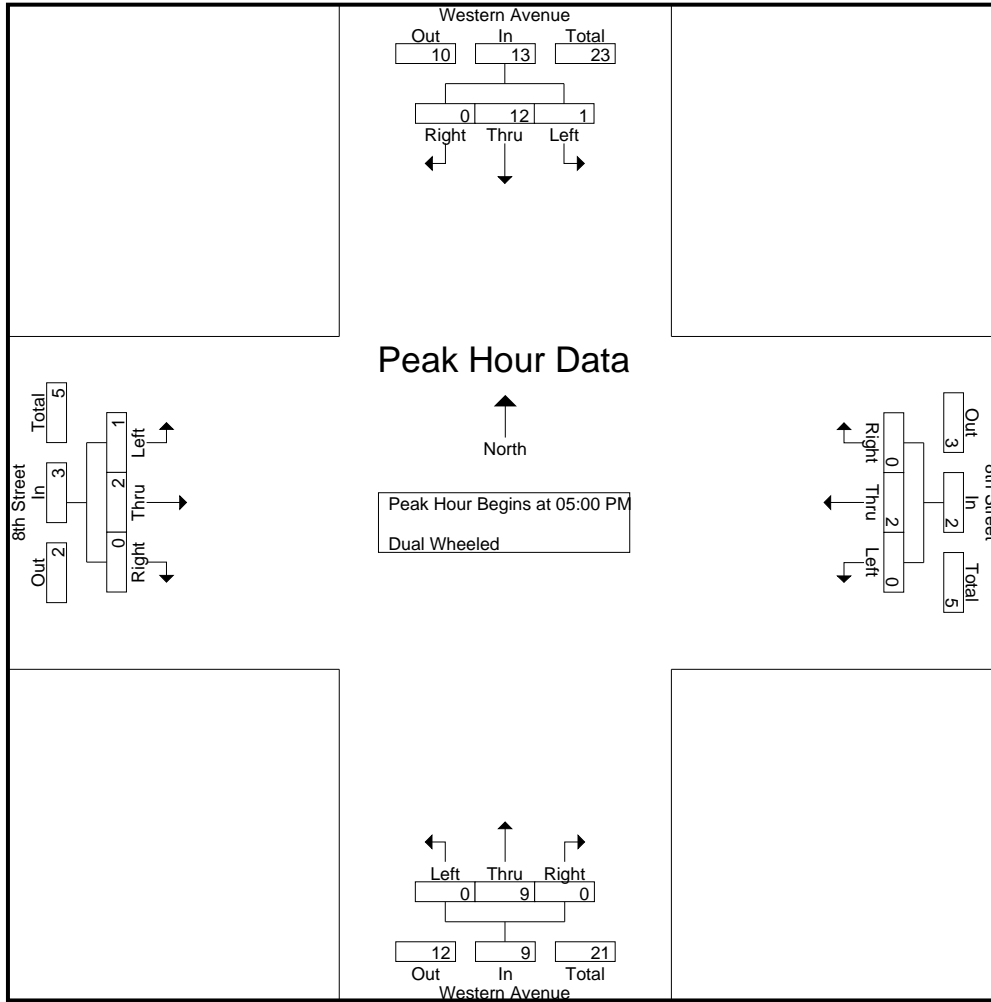 Western Avenue
Out In Total
10 13 23
0 12 1
Right Thru Left
Peak Hour Data
North
Peak Hour Begins at 05:00 PM
Dual Wheeled
8th Street
Total In Out
5 3 2
1 2 0
Left Thru Right
Right Thru Left
0 2 0
Out In Total
3 2 5
8th Street
Left Thru Right
0 9 0
12 9 21
Out In Total
Western Avenue